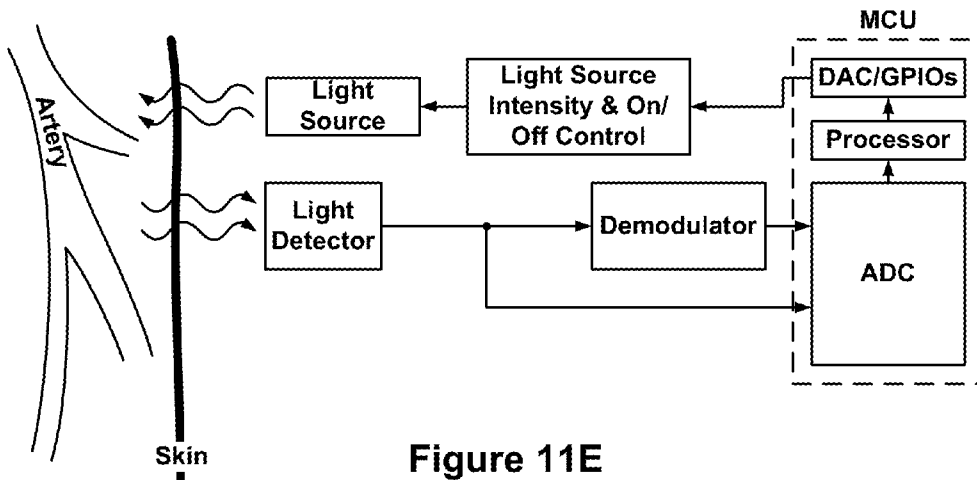 MCU
Light
Source
Light Source
Intensity & On/
Off Control
DAC/GPIOs
Processor
Artery
Light
Detector
Demodulator
ADC
Skin
Figure 11E